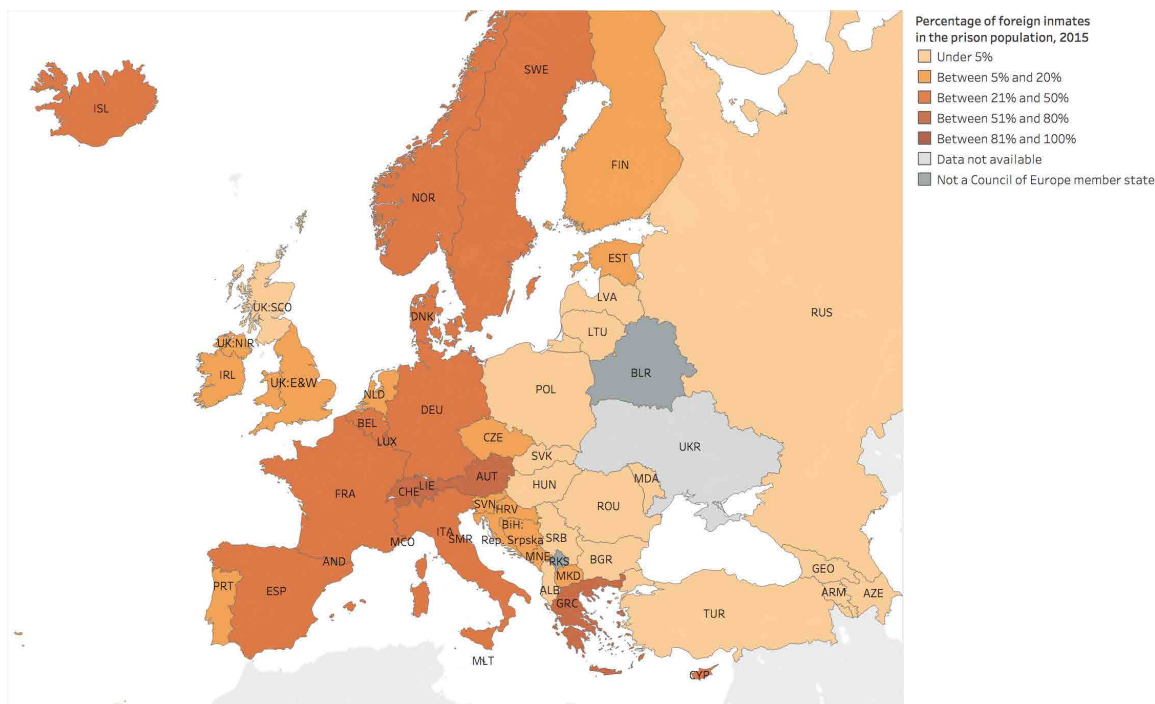 Percentage of foreign inmates
in the prison population, 2015
Under 5%
Between 5% and 20%
Between 21% and 50%
Between 51% and 80%
Between 81% and 100%
Data not available
Not a Council of Europe member state
SWE
ISL
FIN
NOR
EST
LVA
UK:SCO
RUS
DNK
LTU
UK:NIR
IRL
BLR
UK:E&W
POL
NLD
DEU
BEL
CZE
LUX
UKR
SVK
AUT
MDA
LIE
HUN
CHE
FRA
SVN
ROU
HRV
BiH:
Rep. Srpska
ITA
SRB
SMR
MCO
MNE
RKS
BGR
AND
GEO
MKD
PRT
ESP
ALB
ARM
AZE
GRC
TUR
MLT
CYP